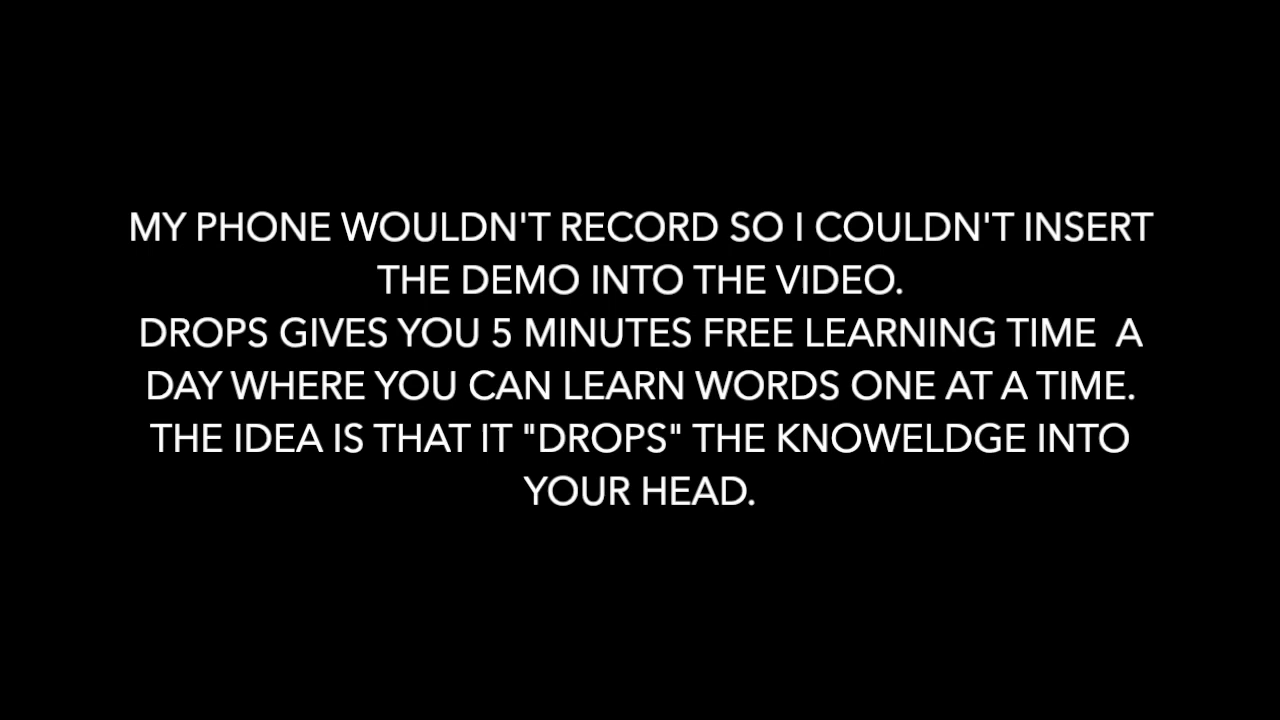 MY PHONE WOULDN'T RECORD SO I COULDN'T INSERT
THE DEMO INTO THE VIDEO.
DROPS GIVES YOU 5 MINUTES FREE LEARNING TIME  A
DAY WHERE YOU CAN LEARN WORDS ONE AT A TIME.
THE IDEA IS THAT IT "DROPS" THE KNOWELDGE INTO
YOUR HEAD.